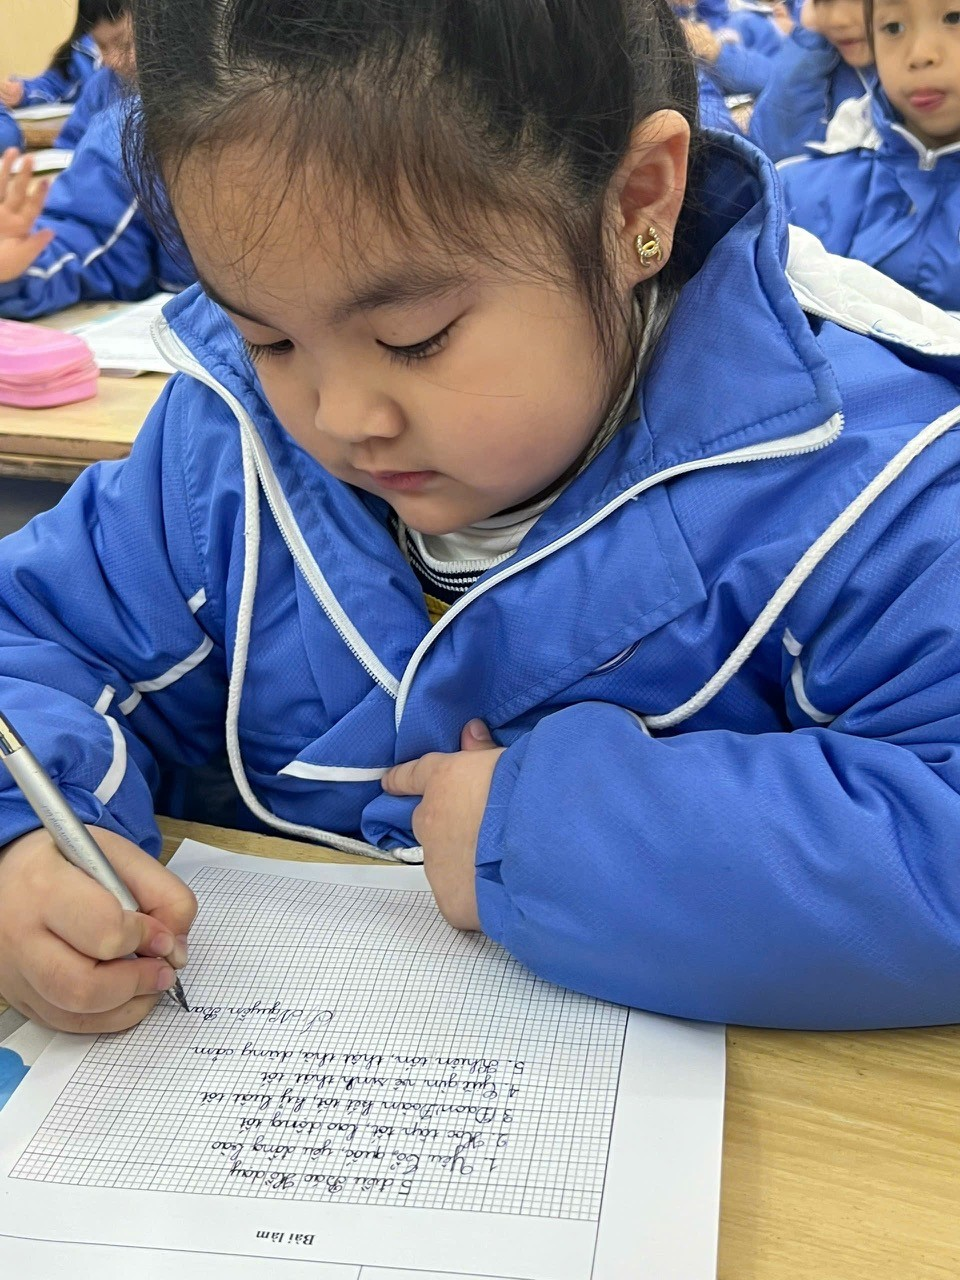 Bài làm
5 điều Bác Hồ dạy
1. Yêu Tổ quốc, yêu đồng bào
2. Học tập tốt, lao động tốt
3. Đoàn kết tốt, kỷ luật tốt
4. Giữ gìn vệ sinh thật tốt
5. Khiêm tốn, thật thà, dũng cảm
Nguyễn